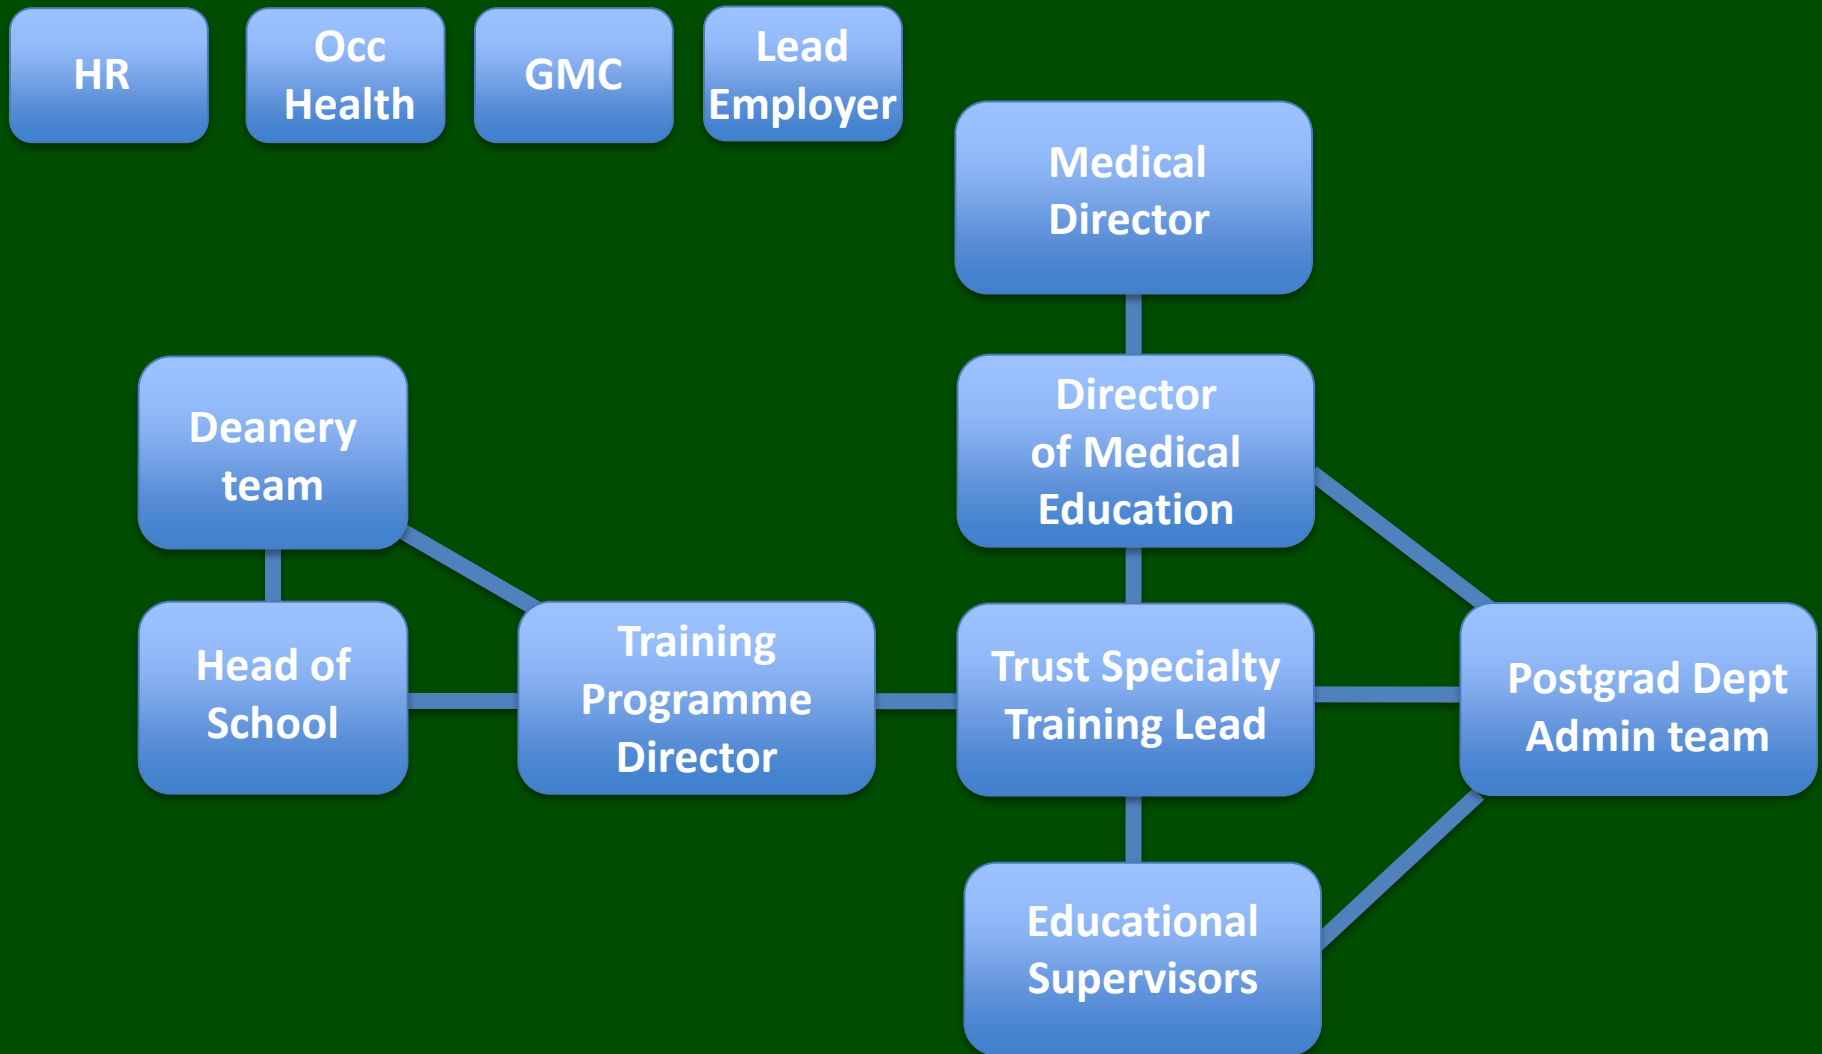 HR
Occ
Health
GMC
Lead
Employer
Medical
Director
Director
of Medical
Education
Deanery
team
Head of
School
Training
Programme
Director
Trust Specialty
Training Lead
Postgrad Dept
Admin team
Educational
Supervisors